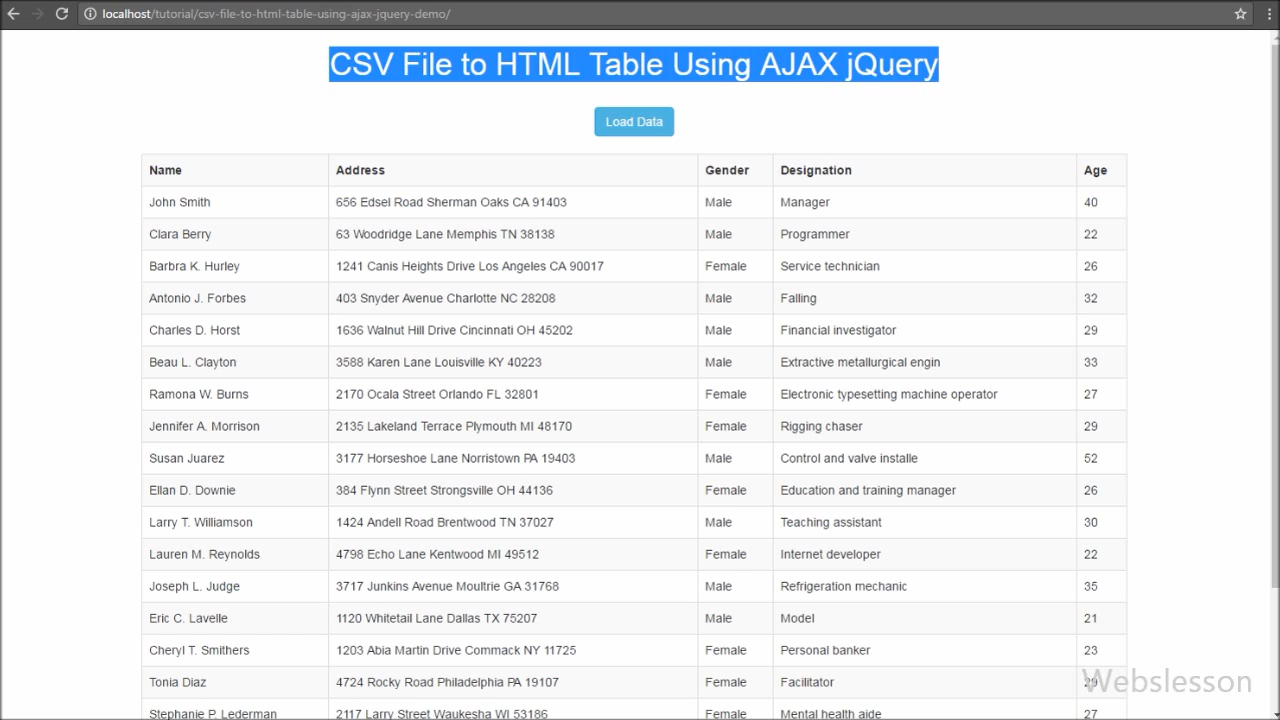 localhost/tutorial/csv-file-to-html-table-using-ajax-jquery-demo/
CSV File to HTML Table Using AJAX jQuery
Load Data
Name Address Gender Designation Age
John Smith 656 Edsel Road Sherman Oaks CA 91403 Male Manager 40
Clara Berry 63 Woodridge Lane Memphis TN 38138 Male Programmer 22
Barbra K. Hurley 1241 Canis Heights Drive Los Angeles CA 90017 Female Service technician 26
Antonio J. Forbes 403 Snyder Avenue Charlotte NC 28208 Male Falling 32
Charles D. Horst 1636 Walnut Hill Drive Cincinnati OH 45202 Male Financial investigator 29
Beau L. Clayton 3588 Karen Lane Louisville KY 40223 Male Extractive metallurgical engin 33
Ramona W. Burns 2170 Ocala Street Orlando FL 32801 Female Electronic typesetting machine operator 27
Jennifer A. Morrison 2135 Lakeland Terrace Plymouth MI 48170 Female Rigging chaser 29
Susan Juarez 3177 Horseshoe Lane Norristown PA 19403 Male Control and valve installe 52
Ellan D. Downie 384 Flynn Street Strongsville OH 44136 Female Education and training manager 26
Larry T. Williamson 1424 Andell Road Brentwood TN 37027 Male Teaching assistant 30
Lauren M. Reynolds 4798 Echo Lane Kentwood MI 49512 Female Internet developer 22
Joseph L. Judge 3717 Junkins Avenue Moultrie GA 31768 Male Refrigeration mechanic 35
Eric C. Lavelle 1120 Whitetail Lane Dallas TX 75207 Male Model 21
Cheryl T. Smithers 1203 Abia Martin Drive Commack NY 11725 Female Personal banker 23
Tonia Diaz 4724 Rocky Road Philadelphia PA 19107 Female Facilitator
Webslesson
Stephanie P. Lederman 2117 Larry Street Waukesha WI 53186 Female Mental health aide 27